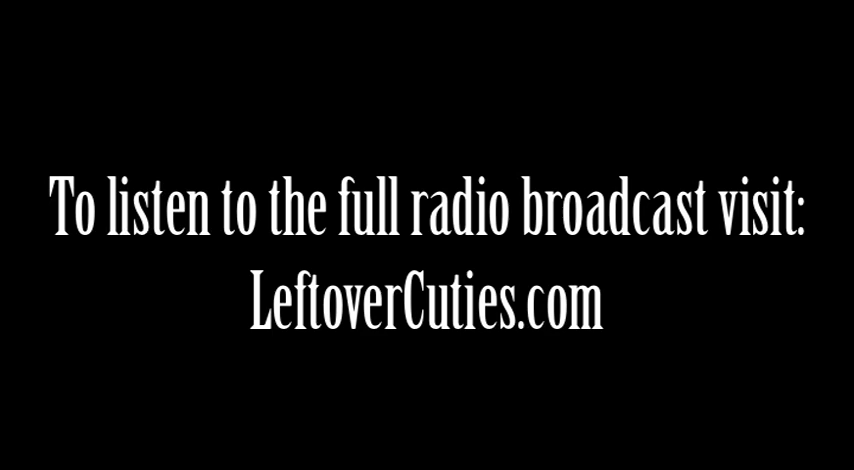 To listen to the full radio broadcast visit:
LeftoverCuties.com